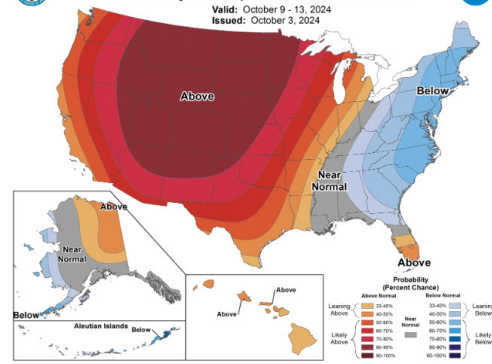 Valid: October 9 - 13, 2024
Issued: October 3, 2024
Above
Below
Near
Normal
Above
Above
Near
Normal
Below
Aleutian Islands
Below
Above
Above
Probability
(Percent Chance)
Above Normal
Below Normal
Leaning
Above
Likely
Above
33-40%
40-50%
50-60%
60-70%
70-80%
80-90%
90-100%
Near
Normal
33-40%
40-50%
50-60%
60-70%
70-80%
80-90%
90-100%
Leaning
Below
Likely
Below